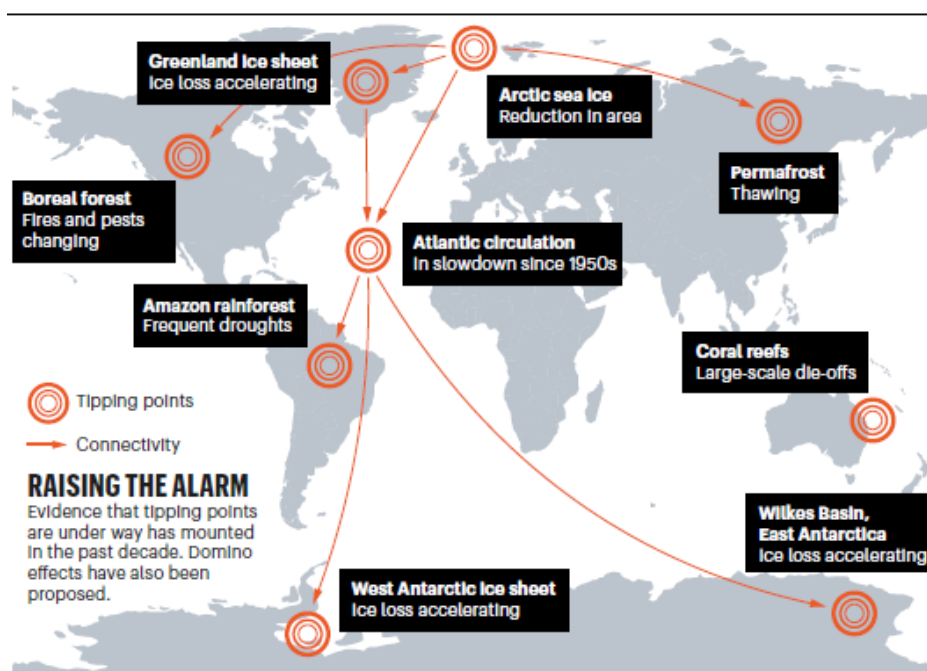 Greenland ice sheet
Ice loss accelerating
Arctic sea ice
Reduction in area
Boreal forest
Fires and pests
changing
Permafrost
Thawing
Atlantic circulation
In slowdown since 1950s
Amazon rainforest
Frequent droughts
Coral reefs
Large-scale die-offs
Tipping points
Connectivity
RAISING THE ALARM
Evidence that tipping points
are under way has mounted
in the past decade. Domino
effects have also been
proposed.
Wilkes Basin,
East Antarctica
Ice loss accelerating
West Antarctic ice sheet
Ice loss accelerating